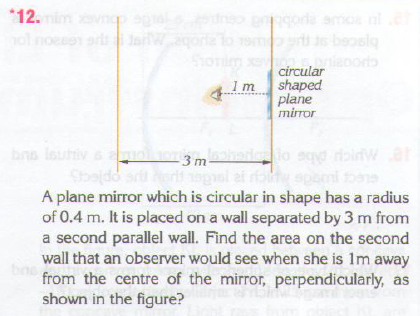 *12.
1 m
circular
shaped
plane
mirror
3 m
A plane mirror which is circular in shape has a radius
of 0.4 m. It is placed on a wall separated by 3 m from
a second parallel wall. Find the are on the second
wall that an observer would see when she is 1m away
from the centre of the mirror, perpendicularly, as
shown in the figure?